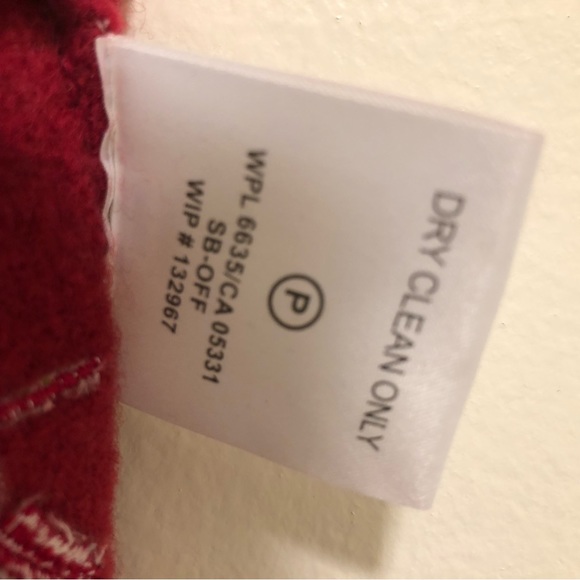 DRY CLEAN ONLY
P
WPL 6635/CA 05331
SB-OFF
WIP # 132967